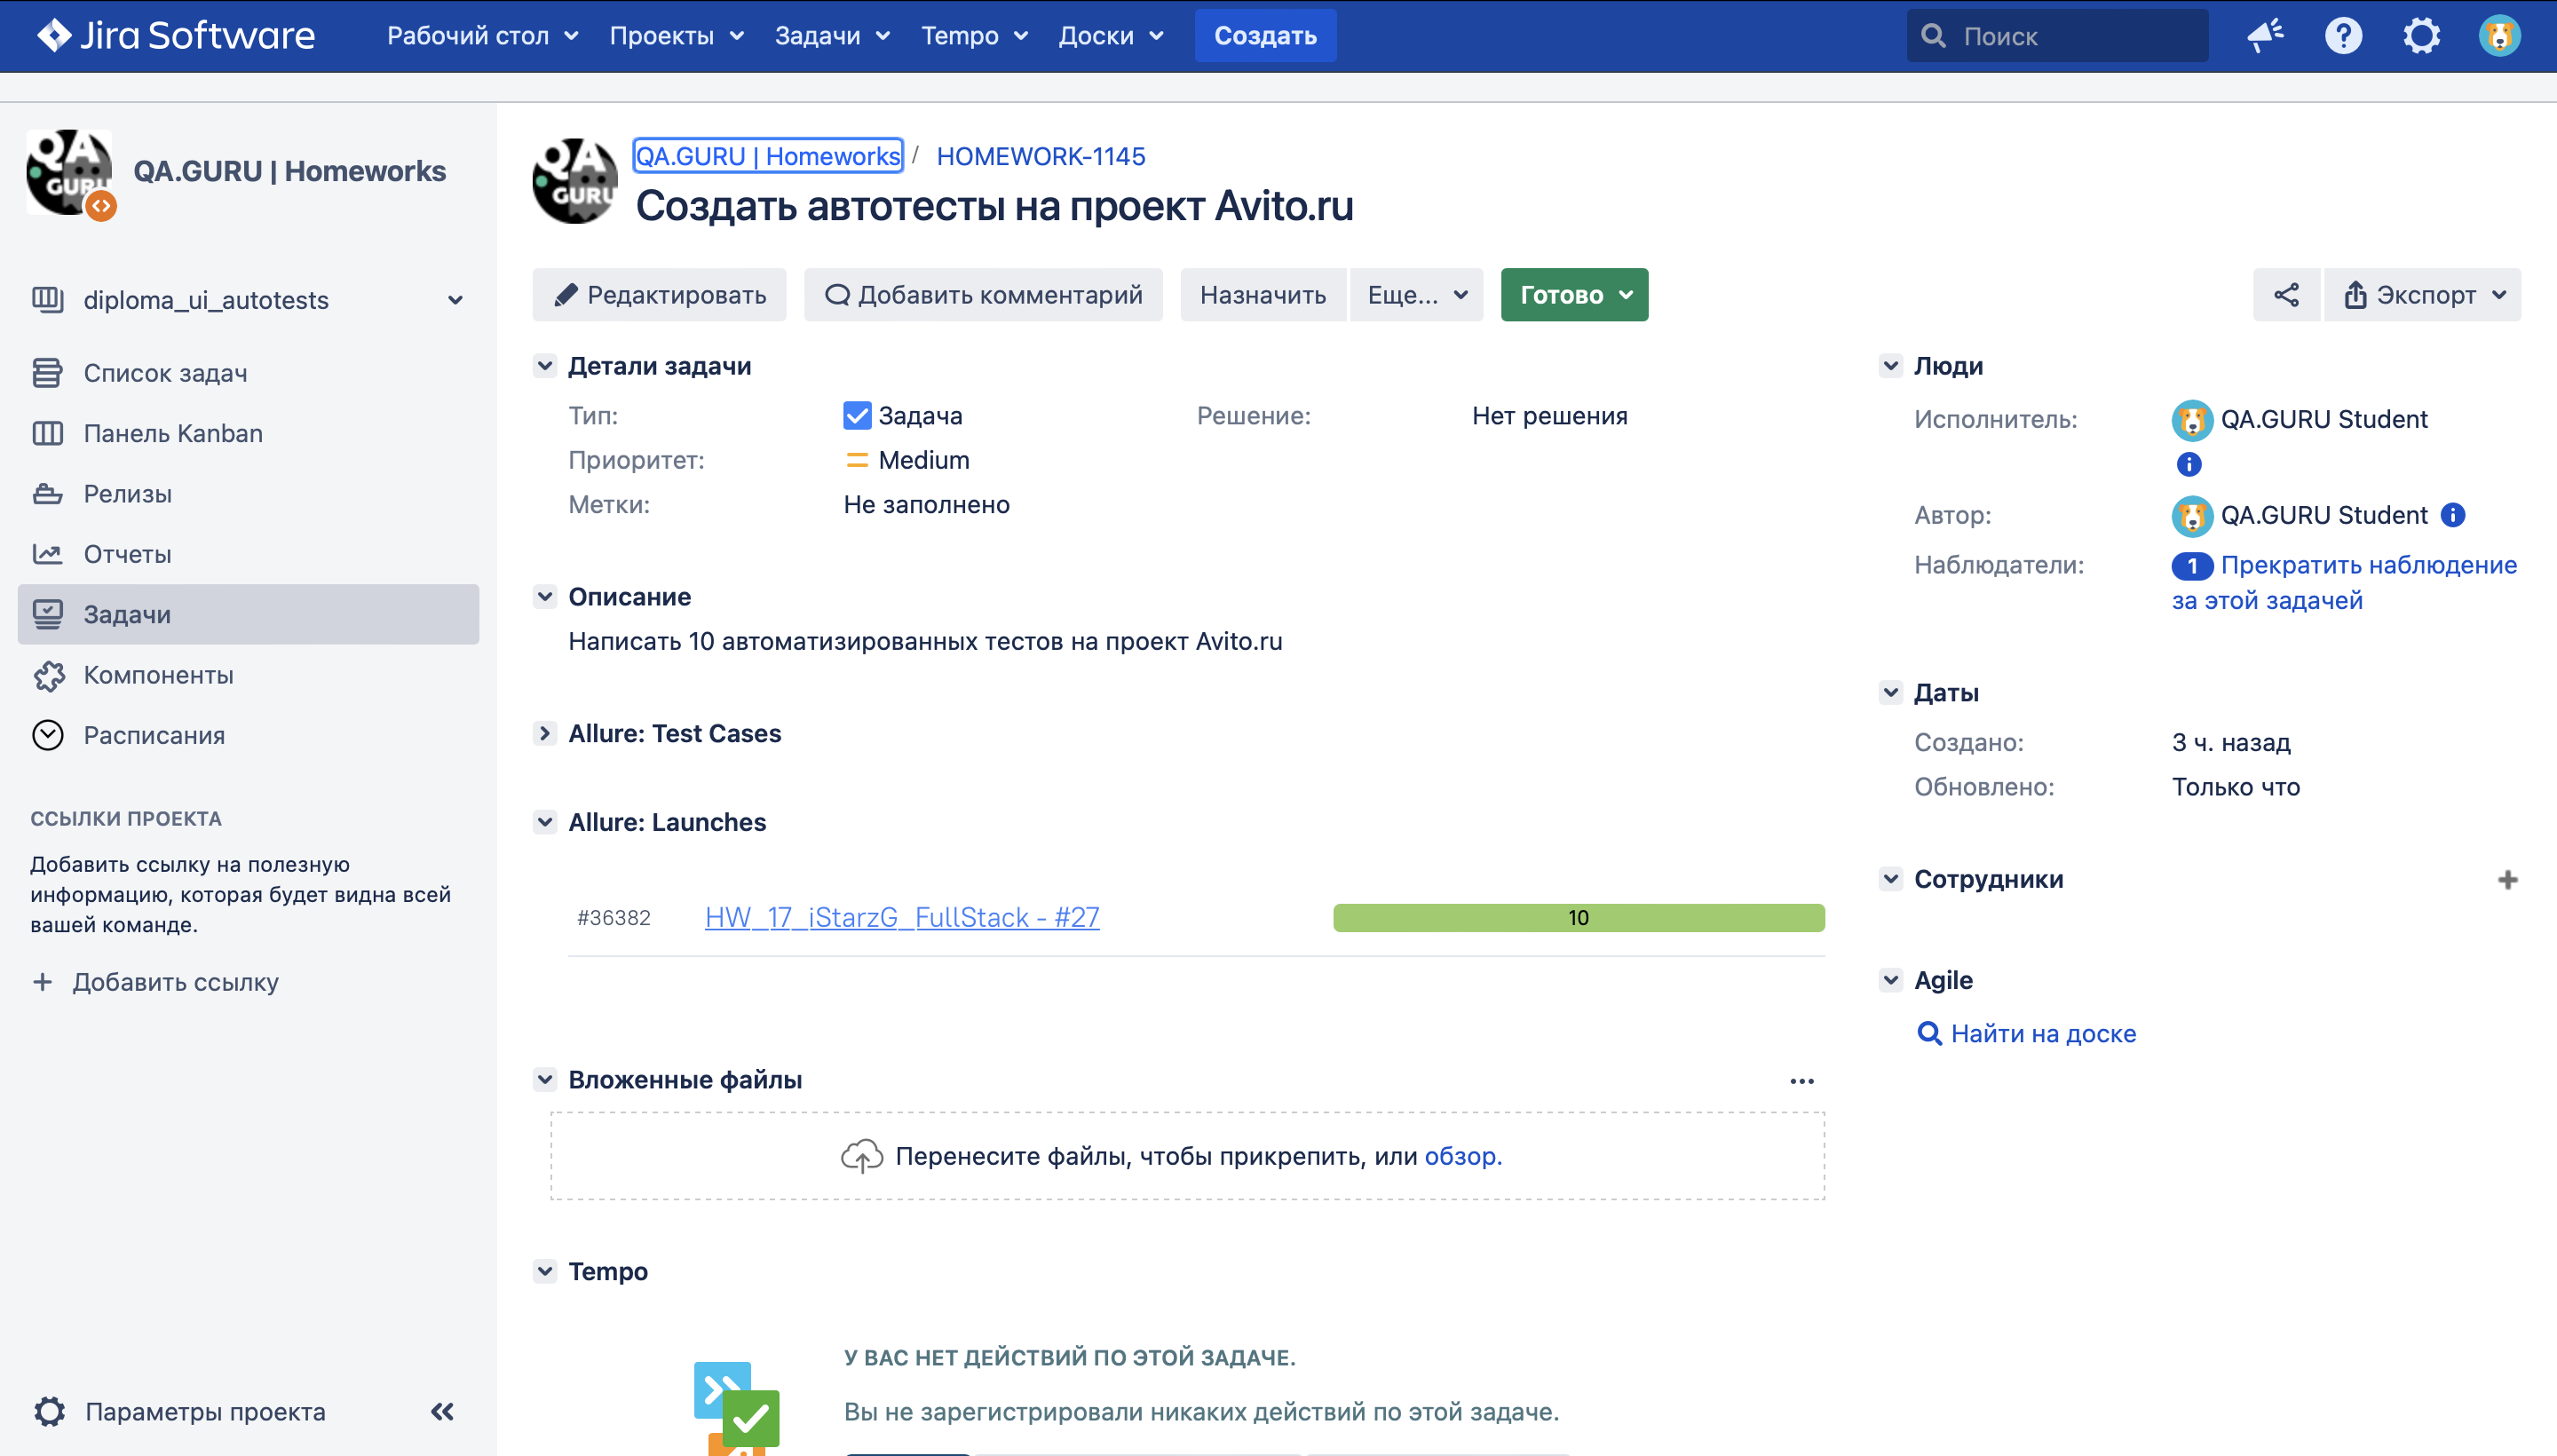 Jira Software
Рабочий стол
Проекты
Задачи
Tempo
Доски
Создать
Поиск
QA.GURU | Homeworks
diploma_ui_autotests
Список задач
Панель Kanban
Релизы
Отчеты
Задачи
Компоненты
Расписания
ССЫЛКИ ПРОЕКТА
Добавить ссылку на полезную
информацию, которая будет видна всей
вашей команде.
+ Добавить ссылку
Параметры проекта
QA
GURU
QA
GURU
QA.GURU | Homeworks / HOMEWORK-1145
Создать автотесты на проект Avito.ru
Редактировать
Добавить комментарий
Назначить
Еще...
Готово
Экспорт
Детали задачи
Тип: Задача
Решение: Нет решения
Приоритет: Medium
Метки: Не заполнено
Описание
Написать 10 автоматизированных тестов на проект Avito.ru
Allure: Test Cases
Allure: Launches
#36382 HW_17_iStarzG_FullStack - #27 10
Вложенные файлы
Перенесите файлы, чтобы прикрепить, или обзор.
Tempo
У ВАС НЕТ ДЕЙСТВИЙ ПО ЭТОЙ ЗАДАЧЕ.
Вы не зарегистрировали никаких действий по этой задаче.
Люди
Исполнитель: QA.GURU Student
Автор: QA.GURU Student
Наблюдатели: 1 Прекратить наблюдение
за этой задачей
Даты
Создано: 3 ч. назад
Обновлено: Только что
Сотрудники
Agile
Найти на доске